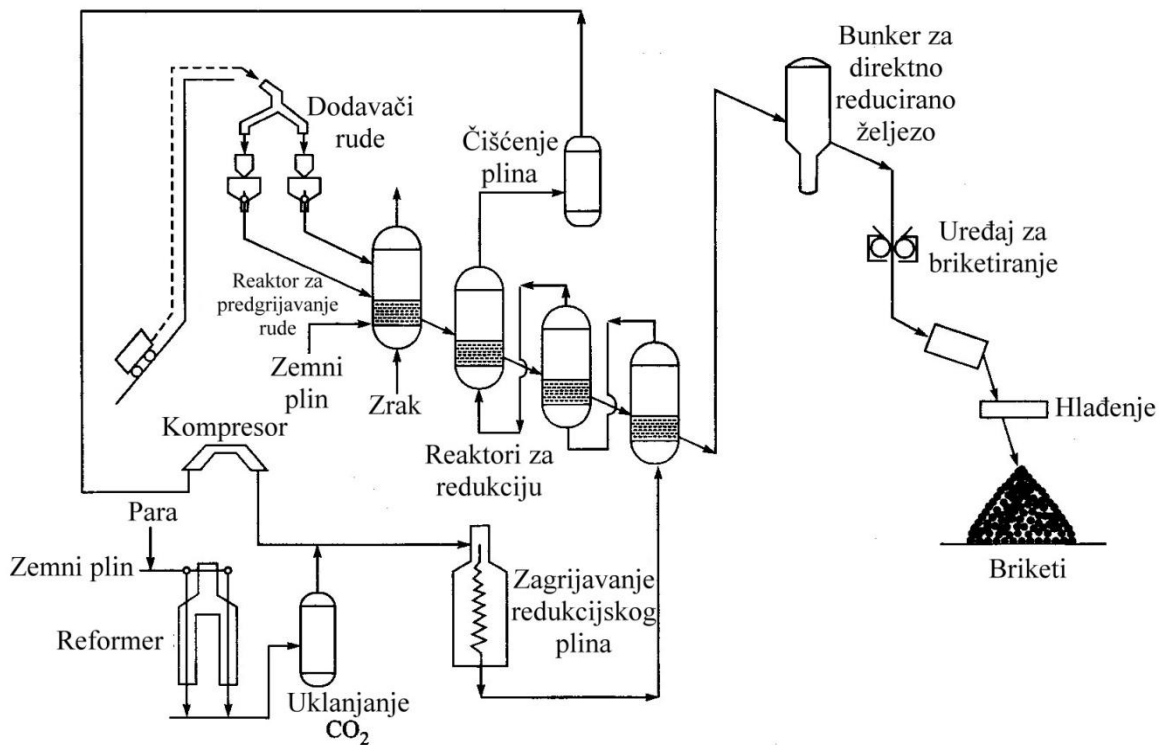 Bunker za
direktno
reducirano
željezo
Dodavači
rude
Čišćenje
plina
Uređaj za
briketiranje
Reaktor za
predgrijavanje
rude
Zemni
plin
Zrak
Hlađenje
Kompresor
Reaktori za
redukciju
Para
Zemni plin
Zagrijavanje
redukcijskog
plina
Briketi
Reformer
Uklanjanje
CO₂